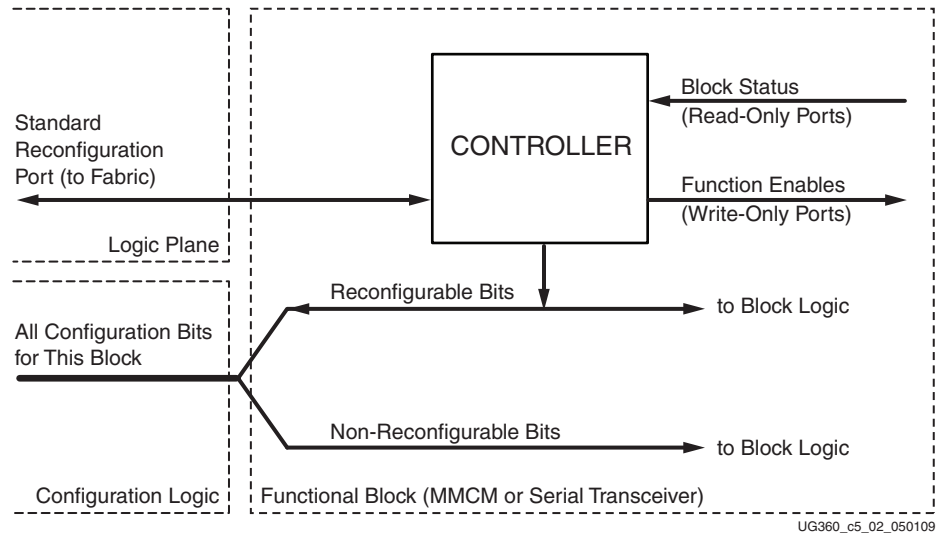 Block Status
(Read-Only Ports)
Standard
Reconfiguration
Port (to Fabric)
CONTROLLER
Function Enables
(Write-Only Ports)
Logic Plane
Reconfigurable Bits
to Block Logic
All Configuration Bits
for This Block
Non-Reconfigurable Bits
to Block Logic
Configuration Logic
Functional Block (MMCM or Serial Transceiver)
UG360_c5_02_050109